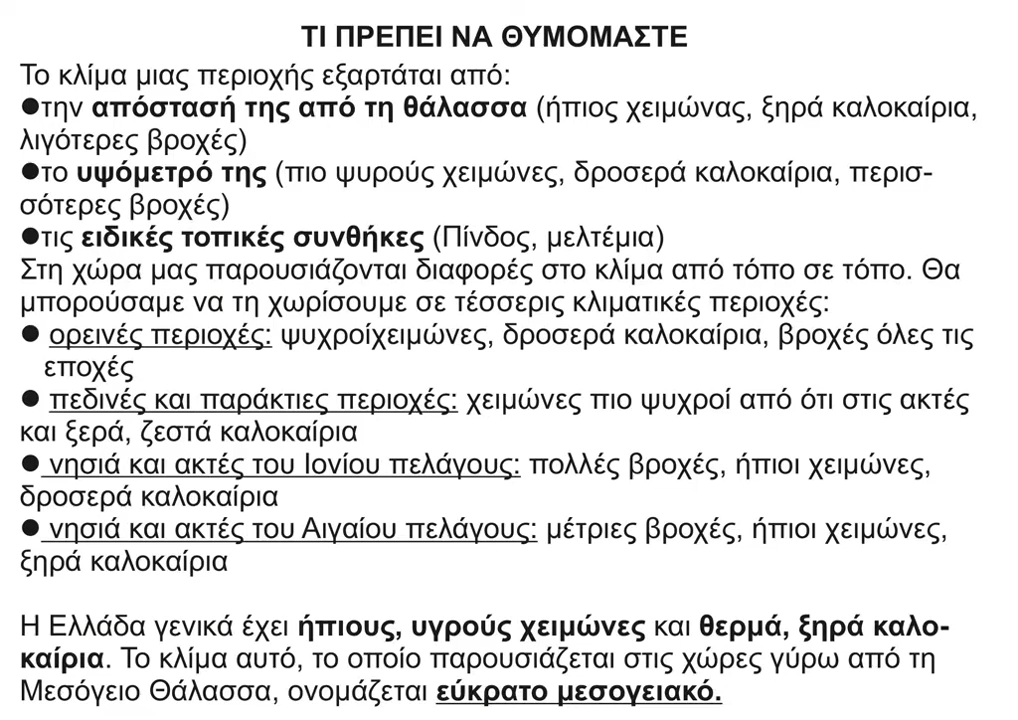 ΤΙ ΠΡΕΠΕΙ ΝΑ ΘΥΜΟΜΑΣΤΕ
Το κλίμα μιας περιοχής εξαρτάται από:
●την απόστασή της από τη θάλασσα (ήπιος χειμώνας, ξηρά καλοκαίρια,
λιγότερες βροχές)
●το υψόμετρό της (πιο ψυρούς χειμώνες, δροσερά καλοκαίρια, περισ-
σότερες βροχές)
●τις ειδικές τοπικές συνθήκες (Πίνδος, μελτέμια)
Στη χώρα μας παρουσιάζονται διαφορές στο κλίμα από τόπο σε τόπο. Θα
μπορούσαμε να τη χωρίσουμε σε τέσσερις κλιματικές περιοχές:
● ορεινές περιοχές: ψυχροίχειμώνες, δροσερά καλοκαίρια, βροχές όλες τις
εποχές
● πεδινές και παράκτιες περιοχές: χειμώνες πιο ψυχροί από ότι στις ακτές
και ξερά, ζεστά καλοκαίρια
● νησιά και ακτές του Ιονίου πελάγους: πολλές βροχές, ήπιοι χειμώνες,
δροσερά καλοκαίρια
● νησιά και ακτές του Αιγαίου πελάγους: μέτριες βροχές, ήπιοι χειμώνες,
ξηρά καλοκαίρια
Η Ελλάδα γενικά έχει ήπιους, υγρούς χειμώνες και θερμά, ξηρά καλο-
καίρια. Το κλίμα αυτό, το οποίο παρουσιάζεται στις χώρες γύρω από τη
Μεσόγειο Θάλασσα, ονομάζεται εύκρατο μεσογειακό.